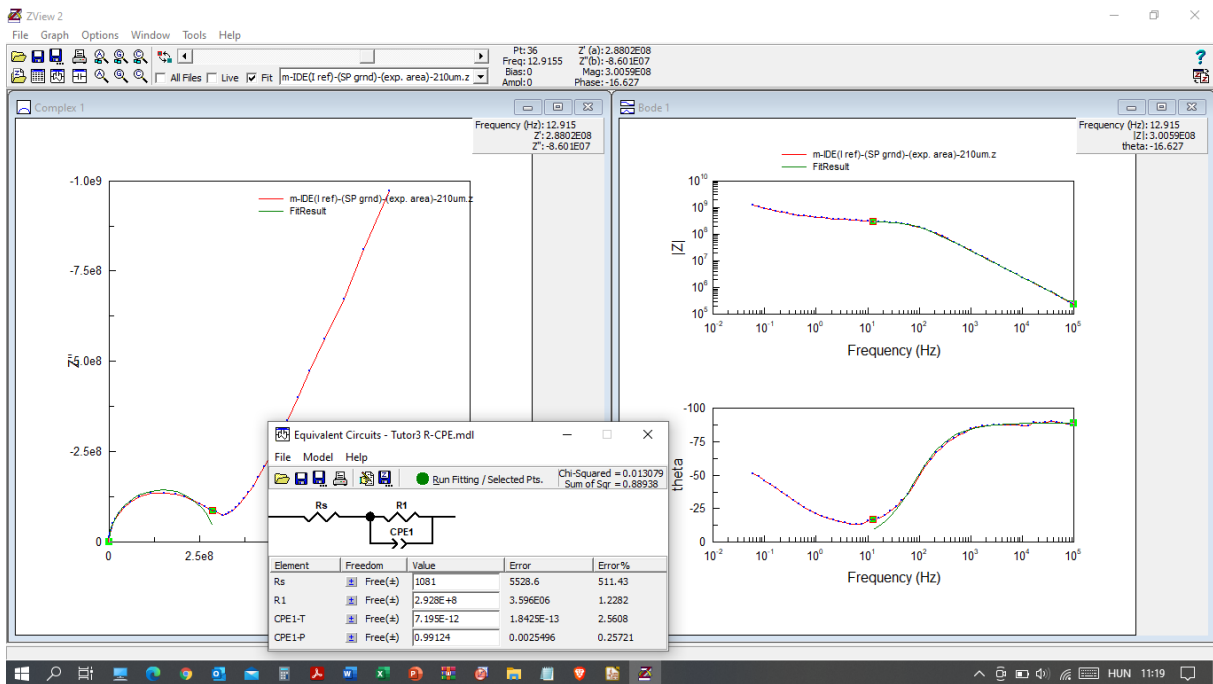 ZView 2
File Graph Options Window Tools Help
Pt: 36 Z' (a): 2.8802E08
Freq: 12.9155 Z''(b): -8.601E07
Bias: 0 Mag: 3.0059E08
Ampl: 0 Phase: -16.627
All Files Live Fit m-IDE(I ref)-(SP grnd)-(exp. area)-210um.z
Complex 1
Frequency (Hz): 12.915
Z': 2.8802E08
Z'': -8.601E07
m-IDE(I ref)-(SP grnd)-(exp. area)-210um.z
FitResult
-1.0e9
-7.5e8
-5.0e8
-2.5e8
0
Z''
0 2.5e8
Bode 1
Frequency (Hz): 12.915
|Z|: 3.0059E08
theta: -16.627
m-IDE(I ref)-(SP grnd)-(exp. area)-210um.z
FitResult
10^10
10^9
10^8
10^7
10^6
10^5
|Z|
10^-2 10^-1 10^0 10^1 10^2 10^3 10^4 10^5
Frequency (Hz)
-100
-75
-50
-25
0
theta
10^-2 10^-1 10^0 10^1 10^2 10^3 10^4 10^5
Frequency (Hz)
Equivalent Circuits - Tutor3 R-CPE.mdl
File Model Help
Run Fitting / Selected Pts.
Chi-Squared = 0.013079
Sum of Sqr = 0.88938
Rs R1
CPE1
Element Freedom Value Error Error%
Rs Free(±) 1081 5528.6 511.43
R1 Free(±) 2.928E+8 3.596E06 1.2282
CPE1-T Free(±) 7.195E-12 1.8425E-13 2.5608
CPE1-P Free(±) 0.99124 0.0025496 0.25721
HUN 11:19